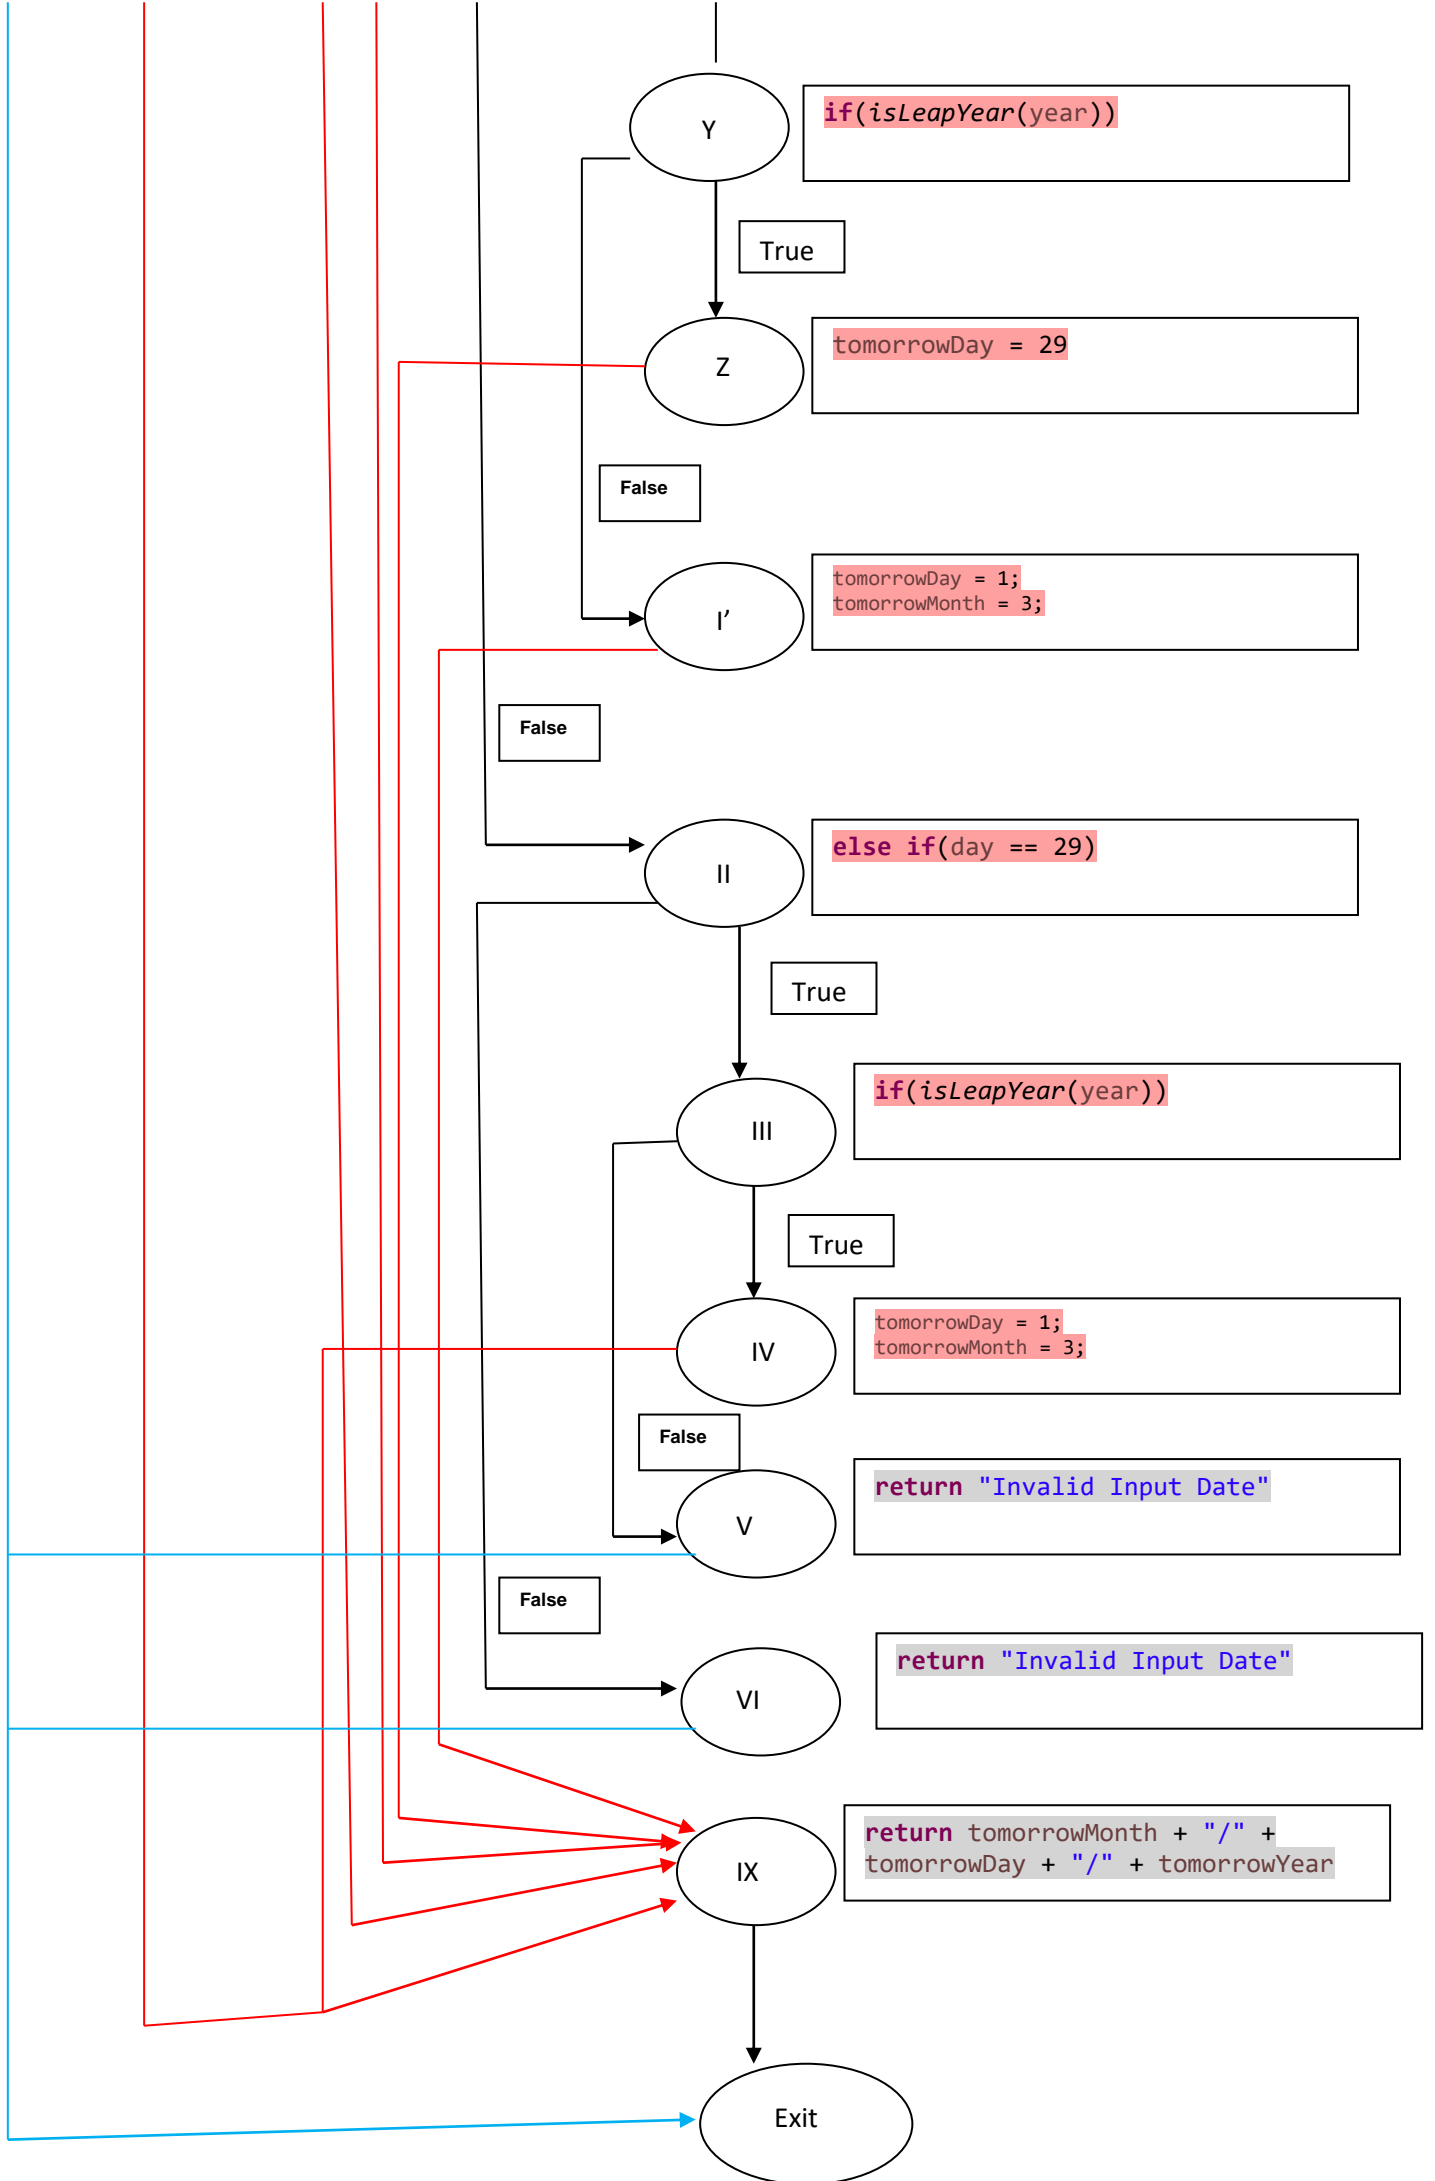 Y
if(isLeapYear(year))
True
Z
tomorrowDay = 29
False
I’
tomorrowDay = 1;
tomorrowMonth = 3;
False
II
else if(day == 29)
True
III
if(isLeapYear(year))
True
IV
tomorrowDay = 1;
tomorrowMonth = 3;
False
V
return "Invalid Input Date"
False
VI
return "Invalid Input Date"
IX
return tomorrowMonth + "/" +
tomorrowDay + "/" + tomorrowYear
Exit